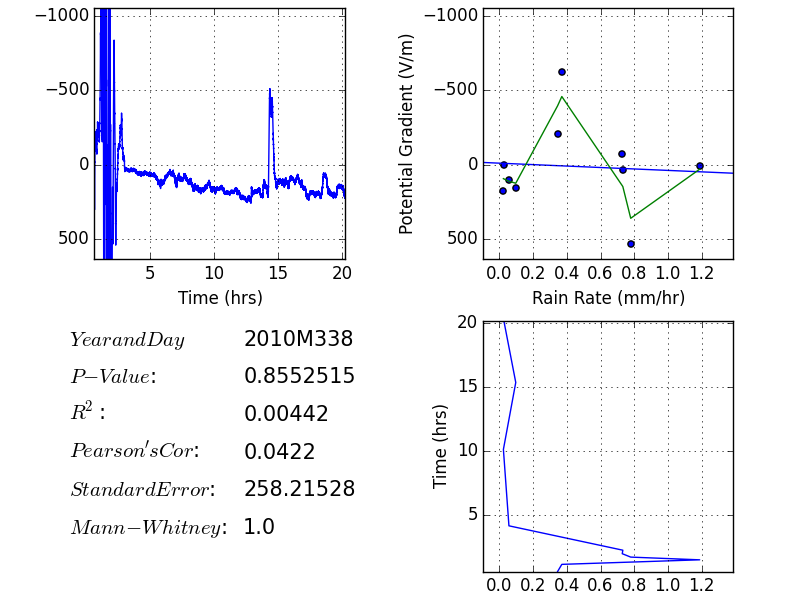 −1000
−500
0
500
5
10
15
20
Time (hrs)
Potential Gradient (V/m)
−1000
−500
0
500
0.0 0.2 0.4 0.6 0.8 1.0 1.2
Rain Rate (mm/hr)
YearandDay 2010M338
P−Value: 0.8552515
R² : 0.00442
Pearson'sCor: 0.0422
StandardError: 258.21528
Mann−Whitney: 1.0
Time (hrs)
20
15
10
5
0.0 0.2 0.4 0.6 0.8 1.0 1.2